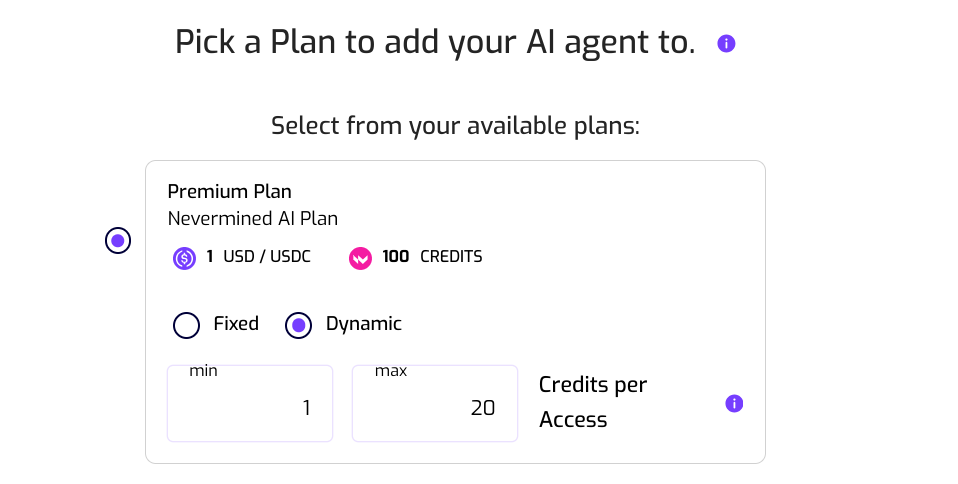 Pick a Plan to add your AI agent to.
Select from your available plans:
Premium Plan
Nevermined AI Plan
1 USD / USDC 100 CREDITS
Fixed Dynamic
min max
1 20
Credits per
Access